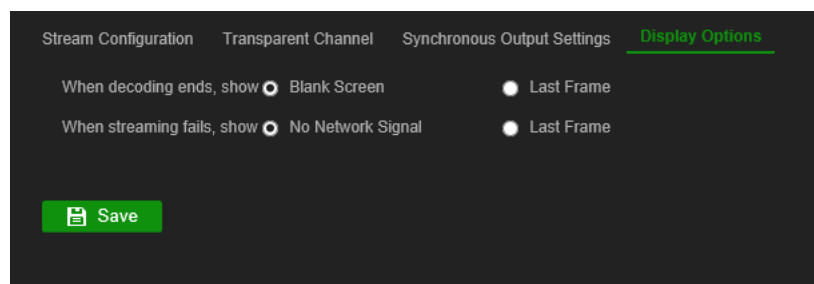 Stream Configuration Transparent Channel Synchronous Output Settings Display Options
When decoding ends, show Blank Screen Last Frame
When streaming fails, show No Network Signal Last Frame
Save